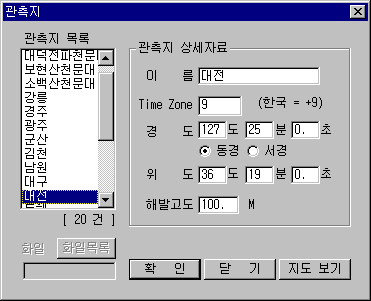 관측지
관측지 목록
대덕전파천문대
보현산천문대
소백산천문대
강릉
경주
광주
군산
김천
남원
대구
대전
[ 20 건 ]
화일 화일목록
관측지 상세자료
이 름 대전
Time Zone 9 (한국 = +9)
경 도 127 도 25 분 0. 초
동경 서경
위 도 36 도 19 분 0. 초
해발고도 100. M
확 인 닫 기 지도 보기